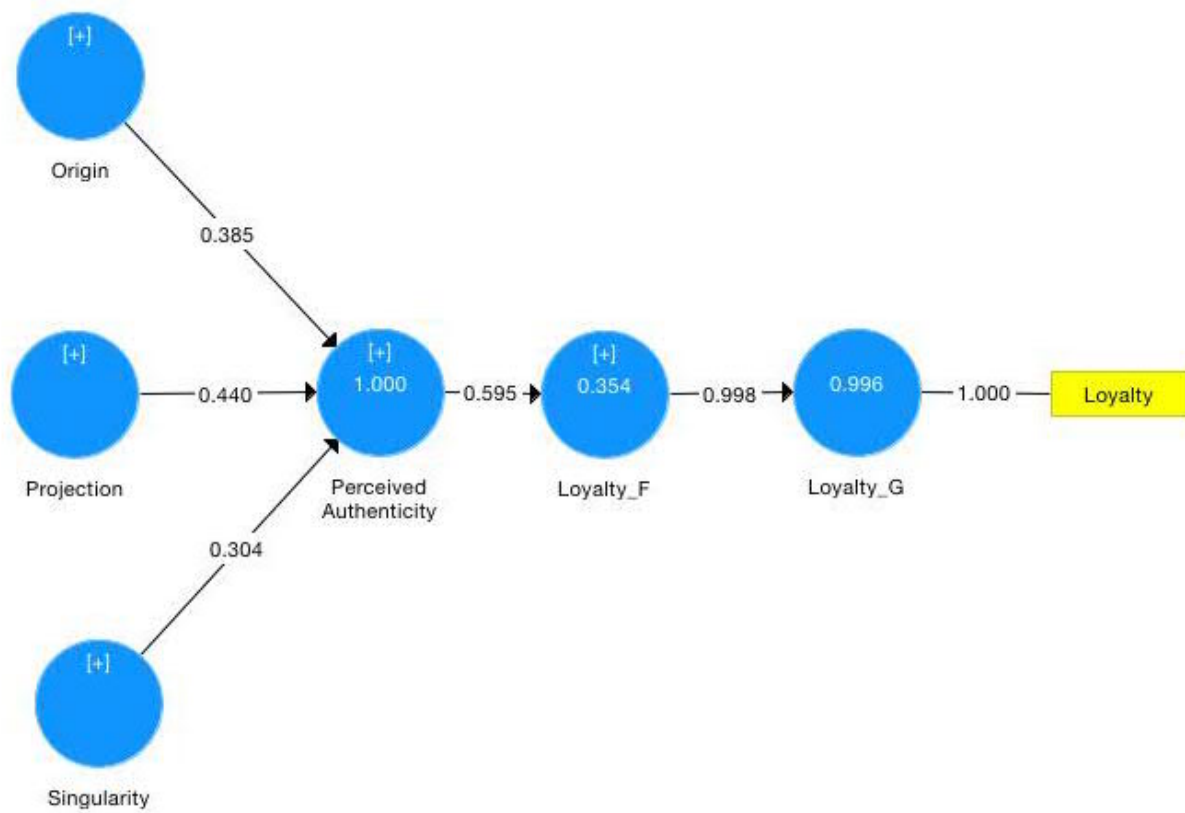 [+]
Origin
0.385
[+]
Projection
0.440
[+]
1.000
Perceived
Authenticity
0.595
[+]
0.354
Loyalty_F
0.998
0.996
Loyalty_G
1.000
Loyalty
0.304
[+]
Singularity